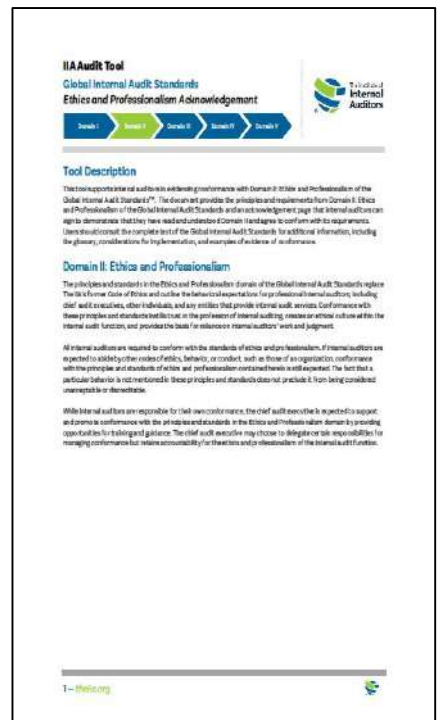 IIA Audit Tool
Global Internal Audit Standards
Ethics and Professionalism Acknowledgement
The Institute of
Internal
Auditors
Domain I
Domain II
Domain III
Domain IV
Domain V
Tool Description
This tool supports internal auditors in evidencing conformance with Domain II: Ethics and Professionalism of the
Global Internal Audit Standards™. The document provides the principles and requirements from Domain II: Ethics
and Professionalism of the Global Internal Audit Standards and an acknowledgement page that internal auditors can
sign to demonstrate that they have read and understood Domain II and agree to conform with its requirements.
Users should consult the complete text of the Global Internal Audit Standards for additional information, including
the glossary, considerations for implementation, and examples of evidence of conformance.
Domain II: Ethics and Professionalism
The principles and standards in the Ethics and Professionalism domain of the Global Internal Audit Standards replace
The IIA's former Code of Ethics and outline the behavioral expectations for professional internal auditors; including
chief audit executives, other individuals, and any entities that provide internal audit services. Conformance with
these principles and standards instills trust in the profession of internal auditing, creates an ethical culture within the
internal audit function, and provides the basis for reliance on internal auditors' work and judgment.
All internal auditors are required to conform with the standards of ethics and professionalism. If internal auditors are
expected to abide by other codes of ethics, behavior, or conduct, such as those of an organization, conformance
with the principles and standards of ethics and professionalism contained herein is still expected. The fact that a
particular behavior is not mentioned in these principles and standards does not preclude it from being considered
unacceptable or discreditable.
While internal auditors are responsible for their own conformance, the chief audit executive is expected to support
and promote conformance with the principles and standards in the Ethics and Professionalism domain by providing
opportunities for training and guidance. The chief audit executive may choose to delegate certain responsibilities for
managing conformance but retains accountability for the ethics and professionalism of the internal audit function.
1 – theiia.org